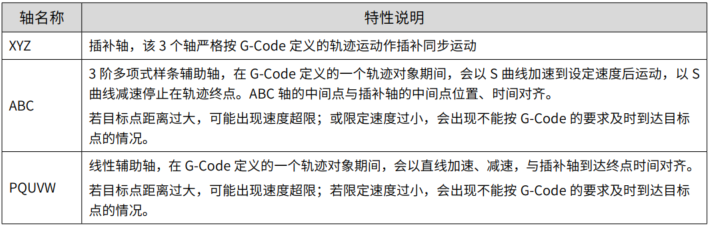 轴名称 特性说明
XYZ 插补轴，该 3 个轴严格按 G-Code 定义的轨迹运动作插补同步运动
3 阶多项式样条辅助轴，在 G-Code 定义的一个轨迹对象期间，会以 S 曲线加速到设定速度后运动，以 S
曲线减速停止在轨迹终点。ABC 轴的中间点与插补轴的中间点位置、时间对齐。
ABC
若目标点距离过大，可能出现速度超限；或限定速度过小，会出现不能按 G-Code 的要求及时到达目标
点的情况。
线性辅助轴，在 G-Code 定义的一个轨迹对象期间，会以直线加速、减速，与插补轴到达终点时间对齐。
PQUVW
若目标点距离过大，可能出现速度超限；若限定速度过小，会出现不能按 G-Code 的要求及时到达目标
点的情况。